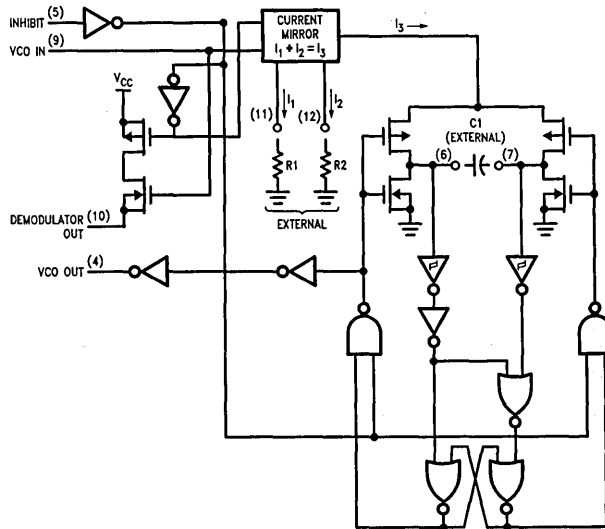 INHIBIT (5)
VCO IN (9)
CURRENT
MIRROR
I1 + I2 = I3
I3
VCC
(11) I1
(12) I2
R1
R2
EXTERNAL
C1
(EXTERNAL)
(6)
(7)
DEMODULATOR (10)
OUT
VCO OUT (4)